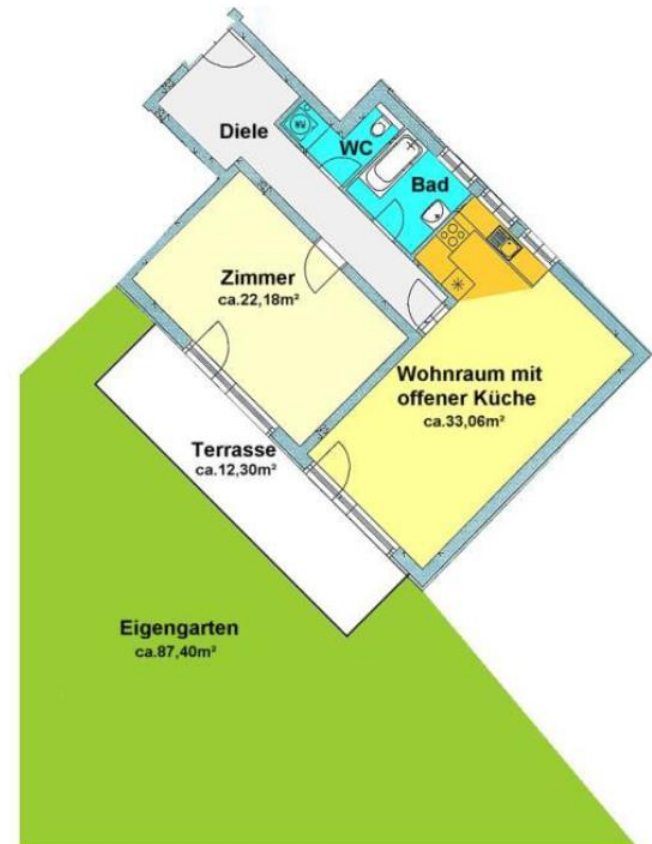 Diele
WC
Bad
Zimmer
ca.22,18m²
Wohnraum mit
offener Küche
ca.33,06m²
Terrasse
ca.12,30m²
Eigengarten
ca.87,40m²